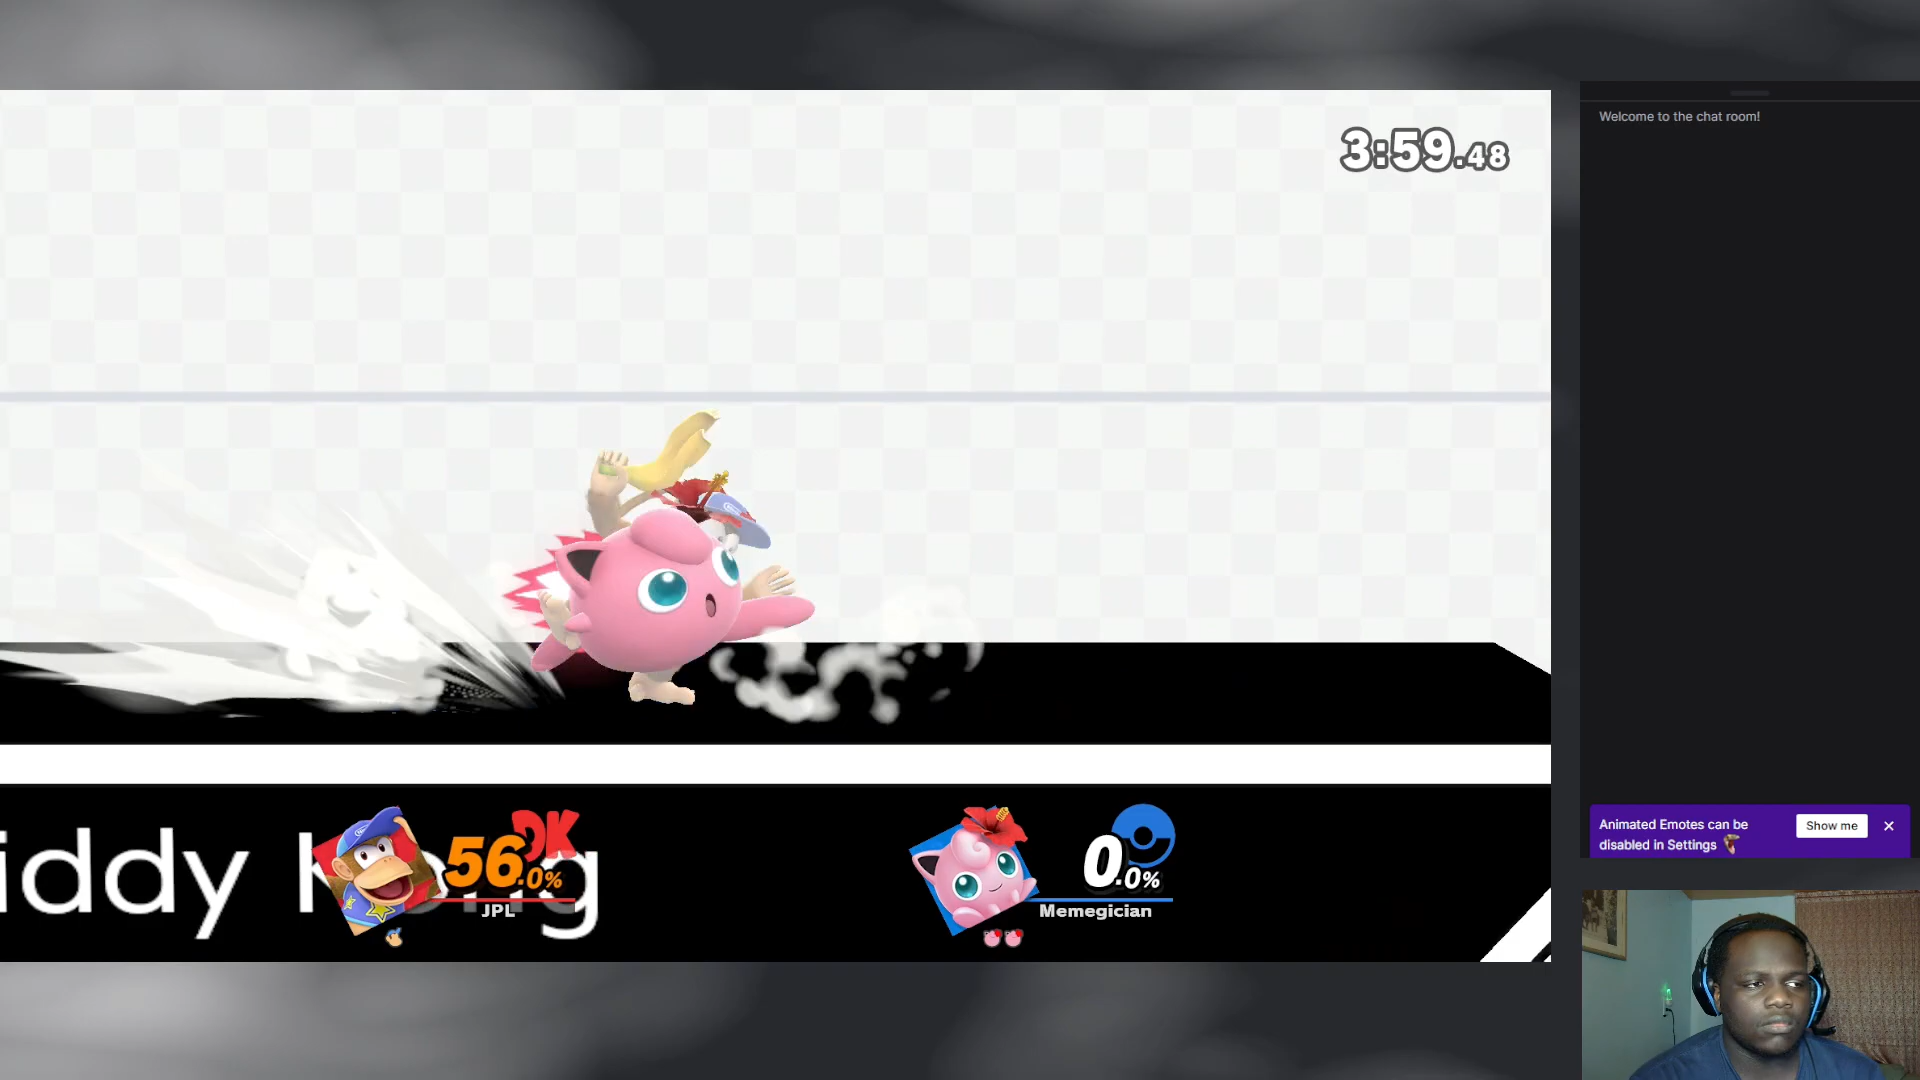 3:59.48
Welcome to the chat room!
Animated Emotes can be
disabled in Settings
Show me
iddy
DK
56.0%
JPL
0.0%
Memegician